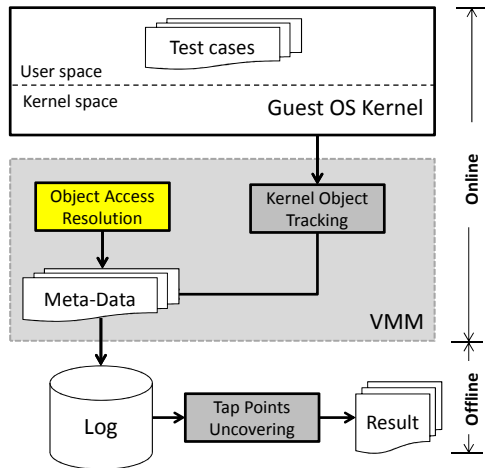 Test cases
User space
Kernel space
Guest OS Kernel
Online
Object Access
Resolution
Kernel Object
Tracking
Meta-Data
VMM
Offline
Log
Tap Points
Uncovering
Result